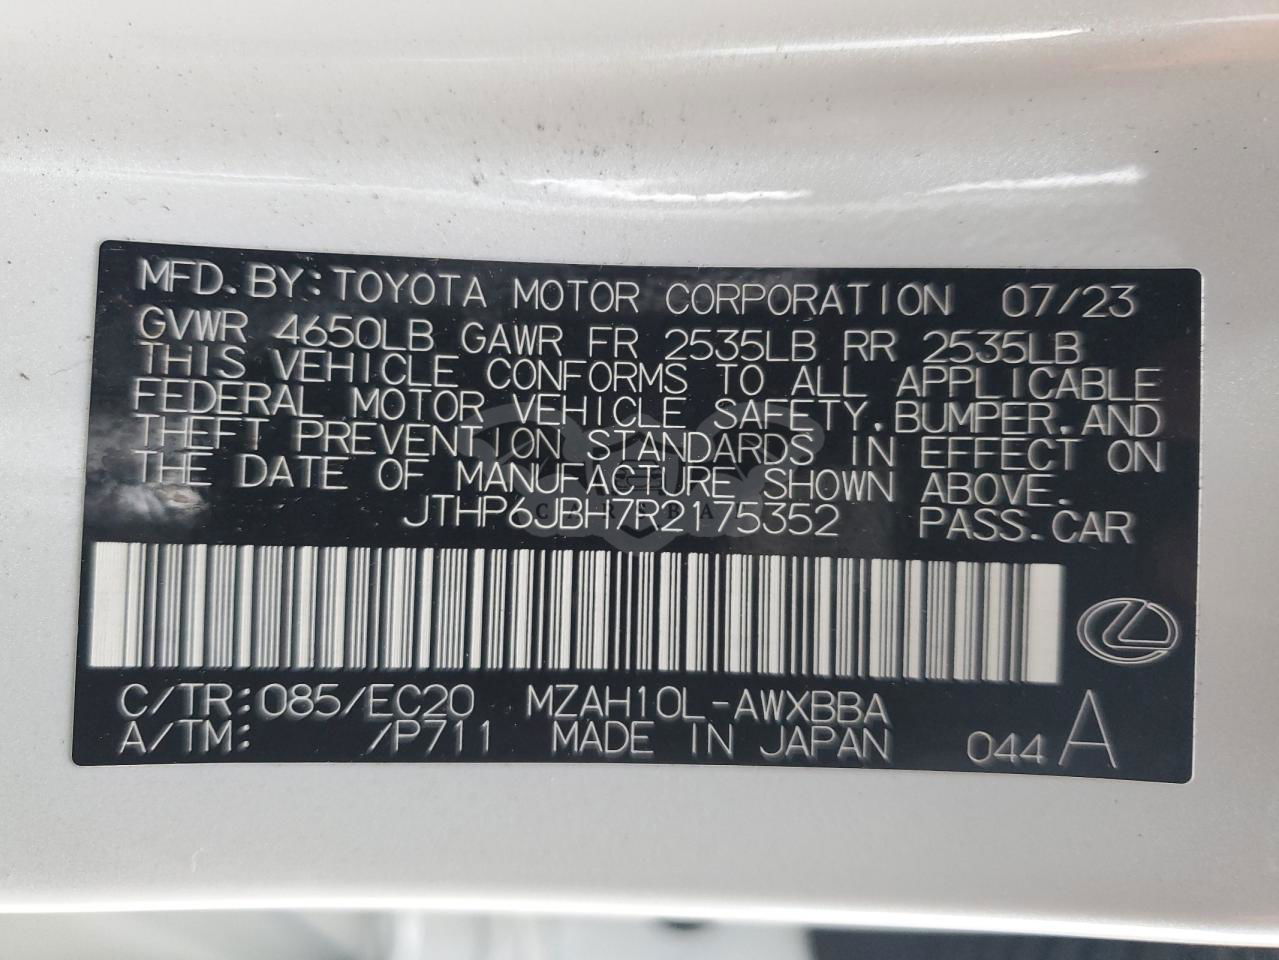 MFD. BY: TOYOTA MOTOR CORPORATION 07/23
GVWR 4650LB GAWR FR 2535LB RR 2535LB
THIS VEHICLE CONFORMS TO ALL APPLICABLE
FEDERAL MOTOR VEHICLE SAFETY, BUMPER, AND
THEFT PREVENTION STANDARDS IN EFFECT ON
THE DATE OF MANUFACTURE SHOWN ABOVE.
JTHP6JBH7R2175352 PASS. CAR
C/TR: 085/EC20 MZAH10L-AWXBBA
A/TM: /P711 MADE IN JAPAN 044 A